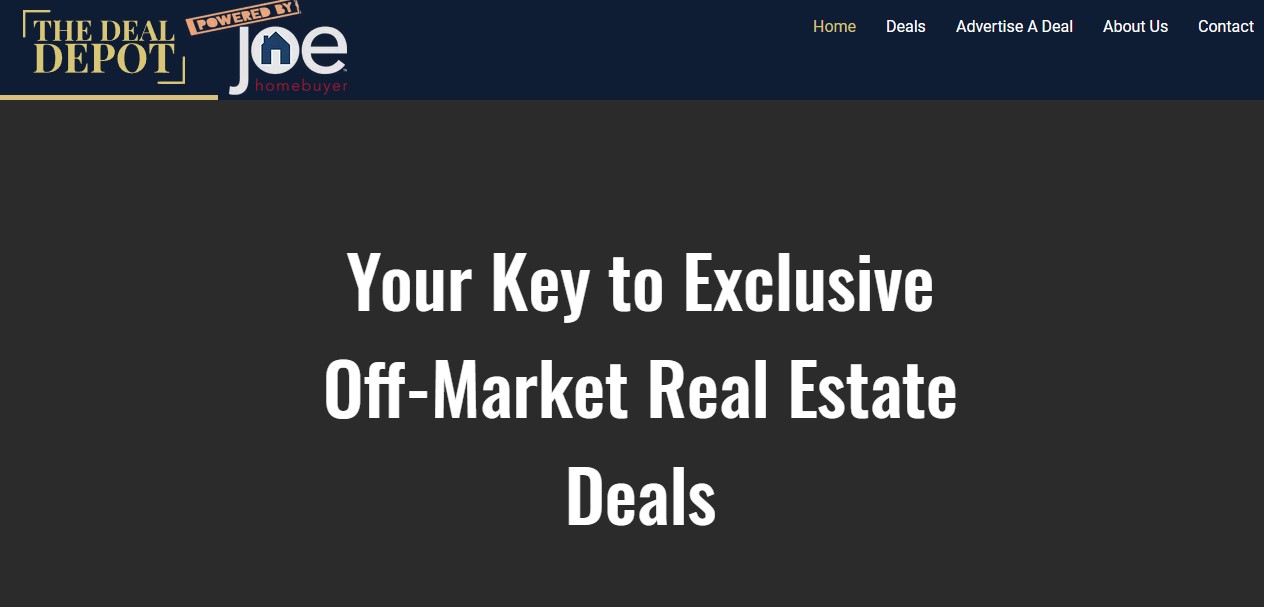 THE DEAL
DEPOT
POWERED BY
joe
homebuyer
Home Deals Advertise A Deal About Us Contact
Your Key to Exclusive
Off-Market Real Estate
Deals